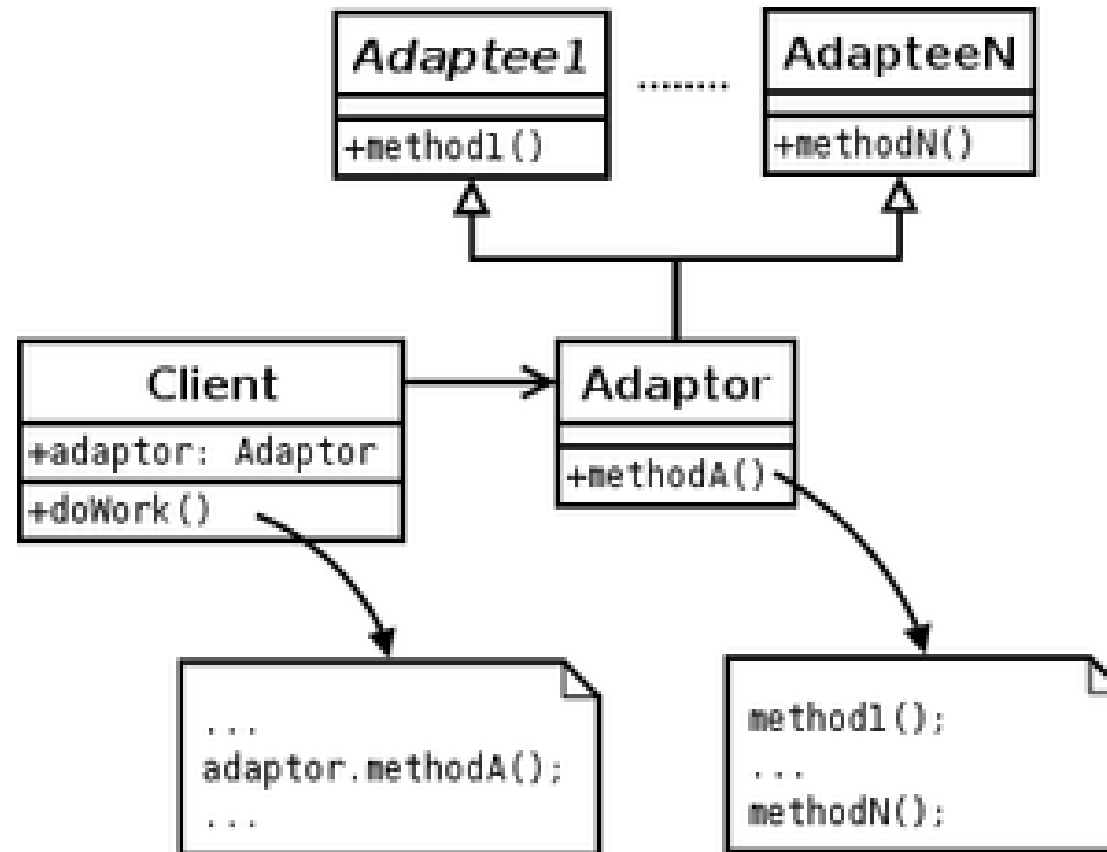 Adaptee1
+method1()
........
AdapteeN
+methodN()
Client
+adaptor: Adaptor
+doWork()
Adaptor
+methodA()
...
adaptor.methodA();
...
method1();
...
methodN();